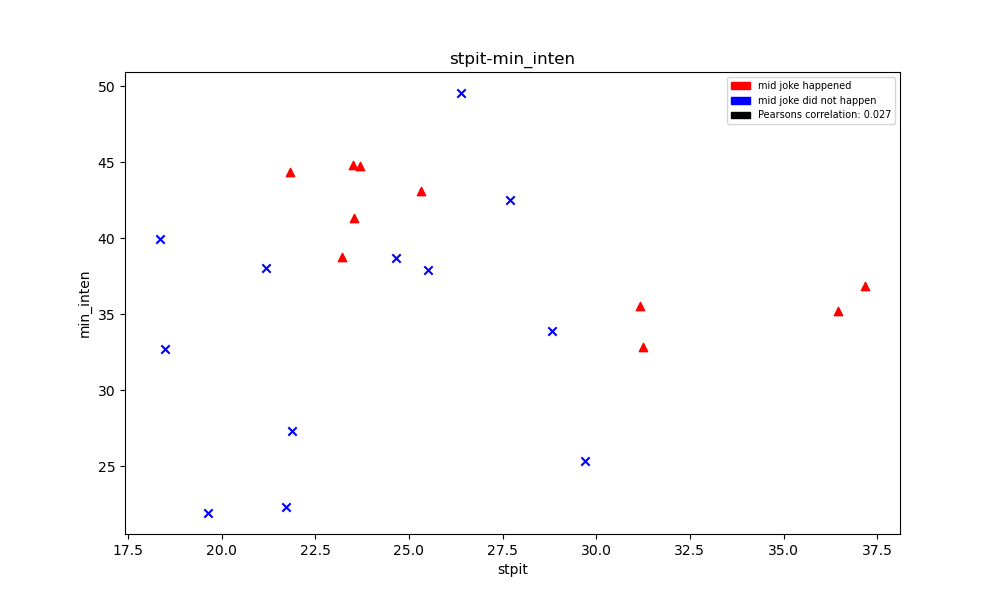 stpit-min_inten
mid joke happened
mid joke did not happen
Pearsons correlation: 0.027
50
45
40
35
30
25
min_inten
17.5 20.0 22.5 25.0 27.5 30.0 32.5 35.0 37.5
stpit